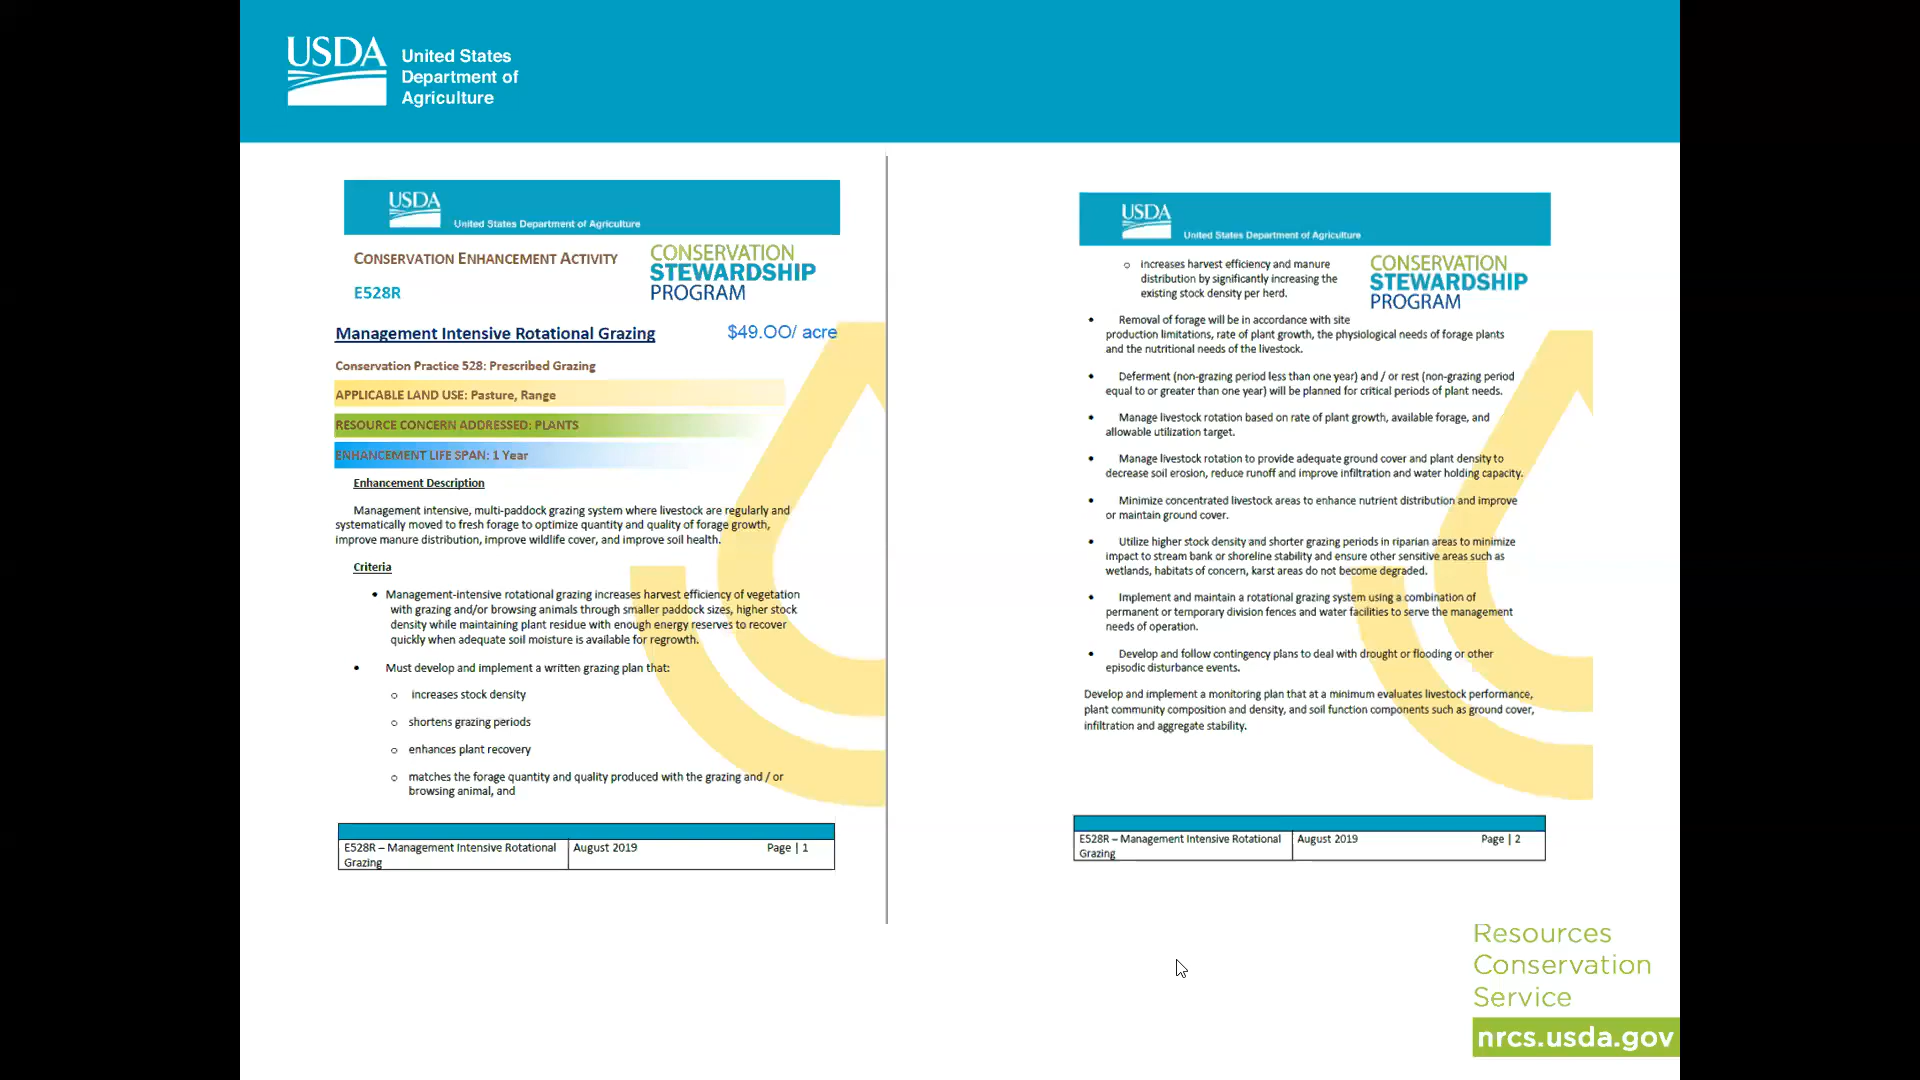 USDA
United States
Department of
Agriculture
USDA
United States Department of Agriculture
CONSERVATION ENHANCEMENT ACTIVITY
E528R
CONSERVATION
STEWARDSHIP
PROGRAM
Management Intensive Rotational Grazing
$49.OO/ acre
Conservation Practice 528: Prescribed Grazing
APPLICABLE LAND USE: Pasture, Range
RESOURCE CONCERN ADDRESSED: PLANTS
ENHANCEMENT LIFE SPAN: 1 Year
Enhancement Description
Management intensive, multi-paddock grazing system where livestock are regularly and
systematically moved to fresh forage to optimize quantity and quality of forage growth,
improve manure distribution, improve wildlife cover, and improve soil health.
Criteria
• Management-intensive rotational grazing increases harvest efficiency of vegetation
with grazing and/or browsing animals through smaller paddock sizes, higher stock
density while maintaining plant residue with enough energy reserves to recover
quickly when adequate soil moisture is available for regrowth.
• Must develop and implement a written grazing plan that:
o increases stock density
o shortens grazing periods
o enhances plant recovery
o matches the forage quantity and quality produced with the grazing and / or
browsing animal, and
E528R – Management Intensive Rotational
Grazing
August 2019
Page | 1
USDA
United States Department of Agriculture
CONSERVATION
STEWARDSHIP
PROGRAM
o increases harvest efficiency and manure
distribution by significantly increasing the
existing stock density per herd.
• Removal of forage will be in accordance with site
production limitations, rate of plant growth, the physiological needs of forage plants
and the nutritional needs of the livestock.
• Deferment (non-grazing period less than one year) and / or rest (non-grazing period
equal to or greater than one year) will be planned for critical periods of plant needs.
• Manage livestock rotation based on rate of plant growth, available forage, and
allowable utilization target.
• Manage livestock rotation to provide adequate ground cover and plant density to
decrease soil erosion, reduce runoff and improve infiltration and water holding capacity.
• Minimize concentrated livestock areas to enhance nutrient distribution and improve
or maintain ground cover.
• Utilize higher stock density and shorter grazing periods in riparian areas to minimize
impact to stream bank or shoreline stability and ensure other sensitive areas such as
wetlands, habitats of concern, karst areas do not become degraded.
• Implement and maintain a rotational grazing system using a combination of
permanent or temporary division fences and water facilities to serve the management
needs of operation.
• Develop and follow contingency plans to deal with drought or flooding or other
episodic disturbance events.
Develop and implement a monitoring plan that at a minimum evaluates livestock performance,
plant community composition and density, and soil function components such as ground cover,
infiltration and aggregate stability.
E528R – Management Intensive Rotational
Grazing
August 2019
Page | 2
Resources
Conservation
Service
nrcs.usda.gov